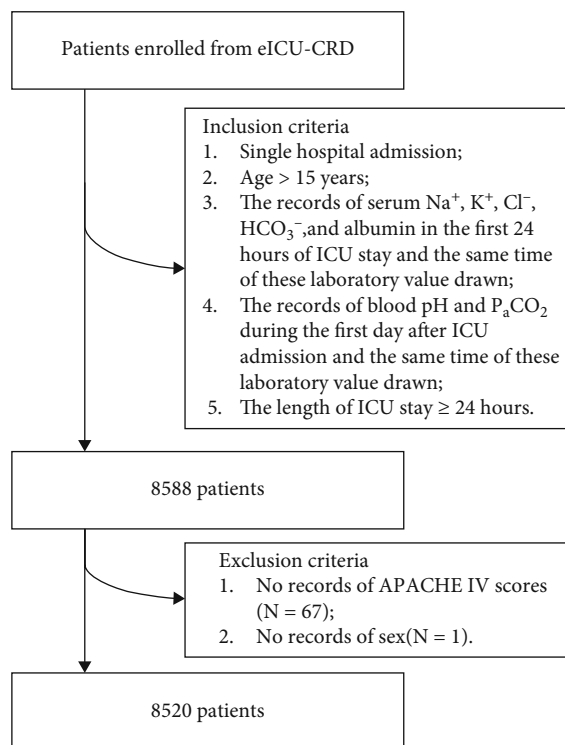 Patients enrolled from eICU-CRD
Inclusion criteria
1. Single hospital admission;
2. Age > 15 years;
3. The records of serum Na⁺, K⁺, Cl⁻,
HCO₃⁻,and albumin in the first 24
hours of ICU stay and the same time
of these laboratory value drawn;
4. The records of blood pH and PₐCO₂
during the first day after ICU
admission and the same time of these
laboratory value drawn;
5. The length of ICU stay ≥ 24 hours.
8588 patients
Exclusion criteria
1. No records of APACHE IV scores
(N = 67);
2. No records of sex(N = 1).
8520 patients